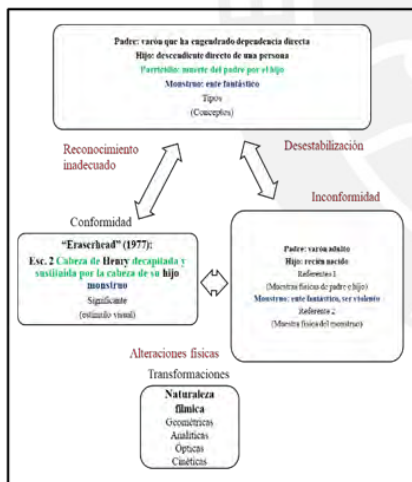 Padre: varón que ha engendrado dependencia directa
Hijo: descendiente directo de una persona
Parricidio: muerte del padre por el hijo
Monstruo: ente fantástico
Tipos
(Conceptos)
Reconocimiento
inadecuado
Desestabilización
Inconformidad
Conformidad
“Eraserhead” (1977):
Esc. 2 Cabeza de Henry decapitada y
sustituida por la cabeza de su hijo
monstruo
Significante
(estímulo visual)
Padre: varón adulto
Hijo: recién nacido
Referentes 1
(Muestras físicas de padre e hijo)
Monstruo: ente fantástico, ser violento
Referente 2
(Muestra física del monstruo)
Alteraciones físicas
Transformaciones
Naturaleza
fílmica
Geométricas
Analíticas
Ópticas
Cinéticas